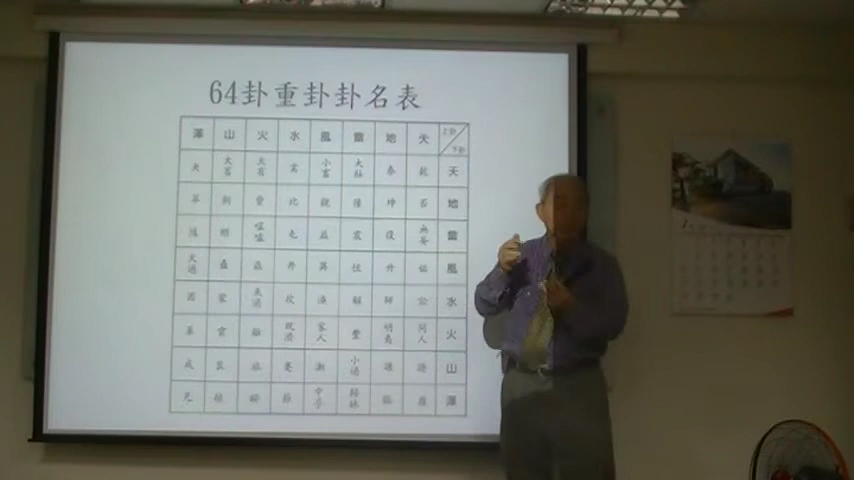 64卦重卦卦名表
澤 山 火 水 風 雷 地 天 上卦 下卦
夬 大畜 大有 需 小畜 大壯 泰 乾 天
萃 剝 晉 比 觀 豫 坤 否 地
隨 頤 噬嗑 屯 益 震 復 无妄 雷
大過 蠱 鼎 井 巽 恒 升 姤 風
困 蒙 未濟 坎 渙 解 師 訟 水
革 賁 離 既濟 家人 豐 明夷 同人 火
咸 艮 旅 蹇 漸 小過 謙 遯 山
兌 損 睽 節 中孚 歸妹 臨 履 澤